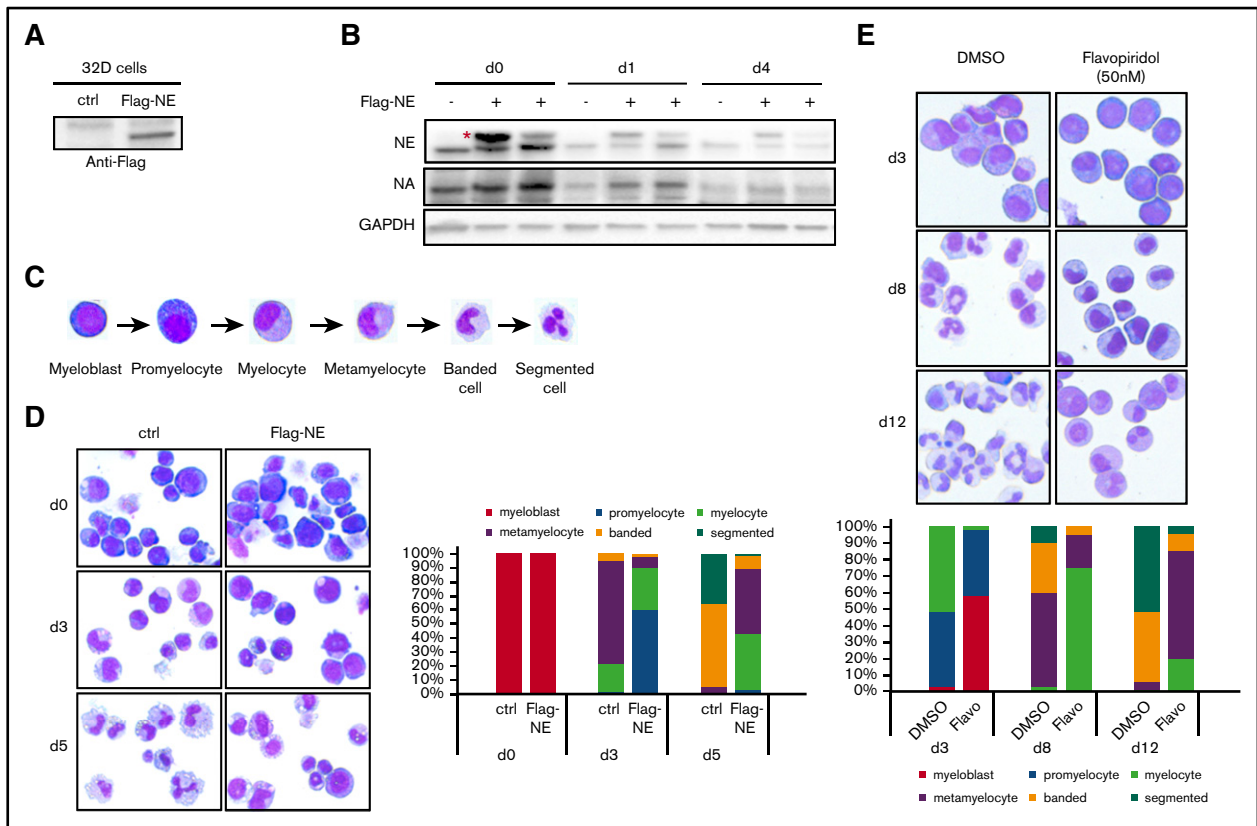 A
32D cells
ctrl Flag-NE
Anti-Flag
B
d0 d1 d4
Flag-NE - + + - + + - + +
NE *
NA
GAPDH
C
Myeloblast Promyelocyte Myelocyte Metamyelocyte Banded cell Segmented cell
D
ctrl Flag-NE
d0
d3
d5
myeloblast promyelocyte myelocyte
metamyelocyte banded segmented
100%
90%
80%
70%
60%
50%
40%
30%
20%
10%
0%
ctrl Flag-NE ctrl Flag-NE ctrl Flag-NE
d0 d3 d5
E
DMSO Flavopiridol
(50nM)
d3
d8
d12
100%
90%
80%
70%
60%
50%
40%
30%
20%
10%
0%
DMSO Flavo DMSO Flavo DMSO Flavo
d3 d8 d12
myeloblast promyelocyte myelocyte
metamyelocyte banded segmented